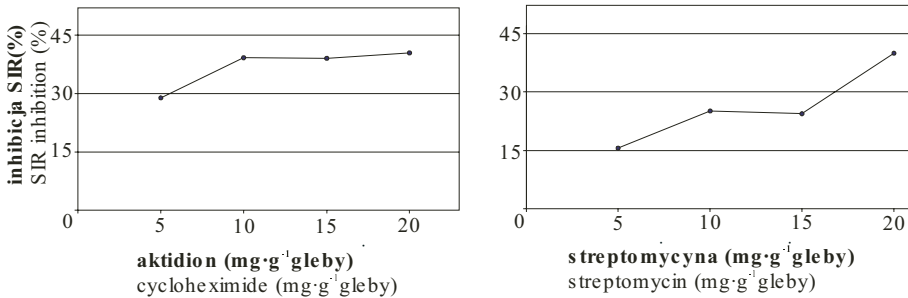 inhibicja SIR(%)
SIR inhibition (%)
45
30
15
0
5
10
15
20
aktidion (mg·g⁻¹gleby)
cycloheximide (mg·g⁻¹gleby)
45
30
15
0
5
10
15
20
streptomycyna (mg·g⁻¹gleby)
streptomycin (mg·g⁻¹gleby)